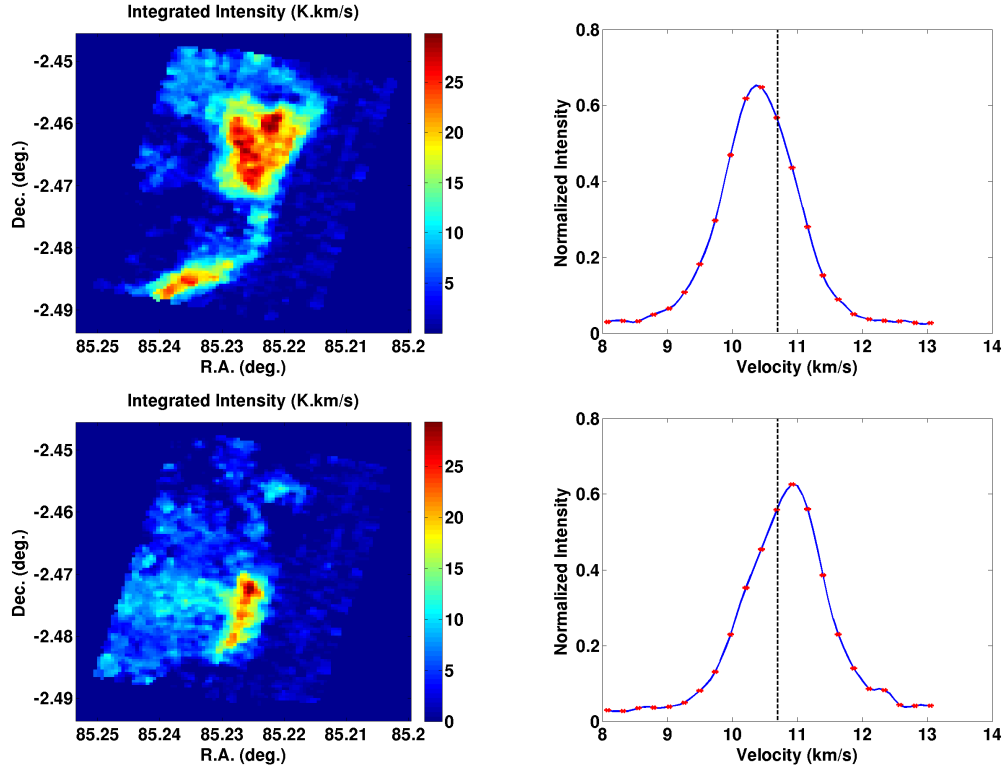 Integrated Intensity (K.km/s)
-2.45
-2.46
-2.47
-2.48
-2.49
Dec. (deg.)
85.25 85.24 85.23 85.22 85.21 85.2
R.A. (deg.)
25
20
15
10
5
0.8
0.6
0.4
0.2
0
Normalized Intensity
8 9 10 11 12 13 14
Velocity (km/s)
Integrated Intensity (K.km/s)
-2.45
-2.46
-2.47
-2.48
-2.49
Dec. (deg.)
85.25 85.24 85.23 85.22 85.21 85.2
R.A. (deg.)
25
20
15
10
5
0
0.8
0.6
0.4
0.2
0
Normalized Intensity
8 9 10 11 12 13 14
Velocity (km/s)